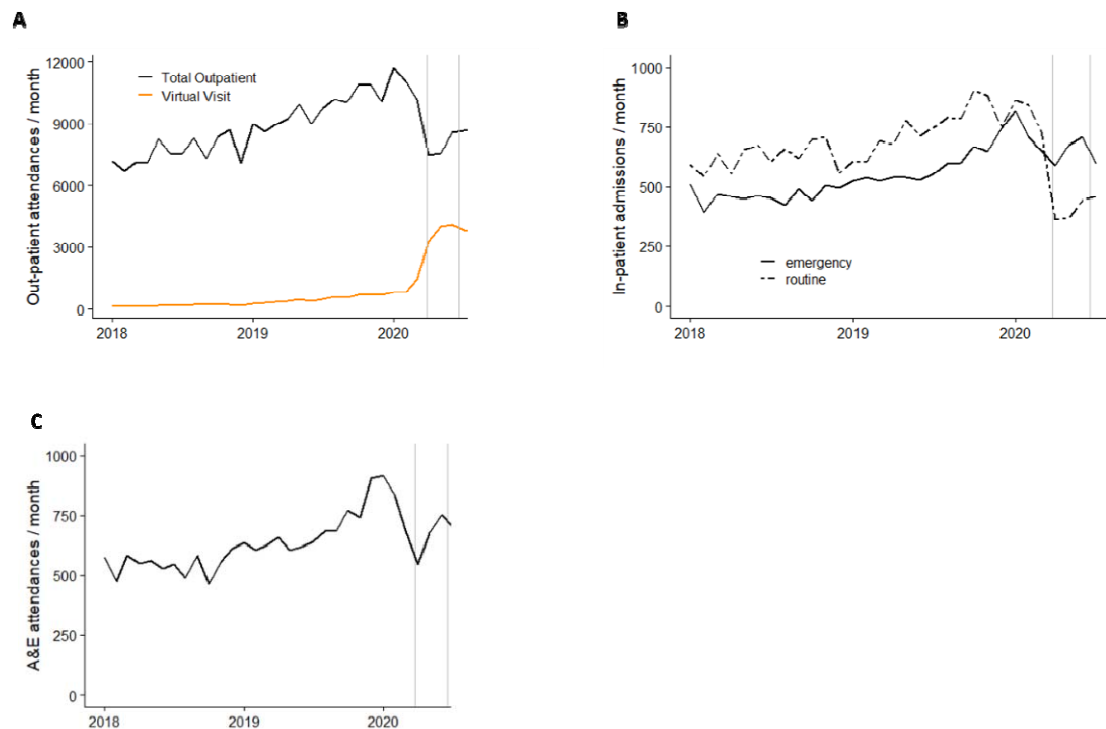 A
Out-patient attendances / month
12000
9000
6000
3000
0
Total Outpatient
Virtual Visit
2018
2019
2020
B
In-patient admissions / month
1000
750
500
250
0
emergency
routine
2018
2019
2020
C
A&E attendances / month
1000
750
500
250
0
2018
2019
2020